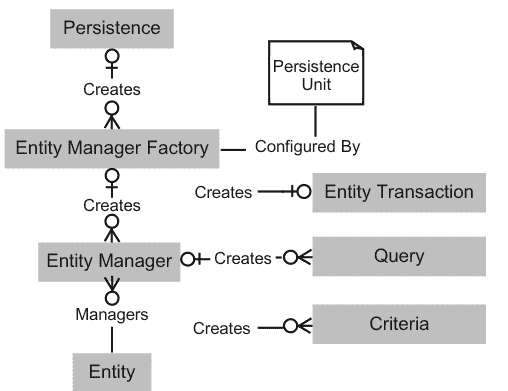 Persistence
Creates
Persistence
Unit
Entity Manager Factory
Configured By
Creates
Creates
Entity Transaction
Entity Manager
Creates
Query
Managers
Creates
Criteria
Entity